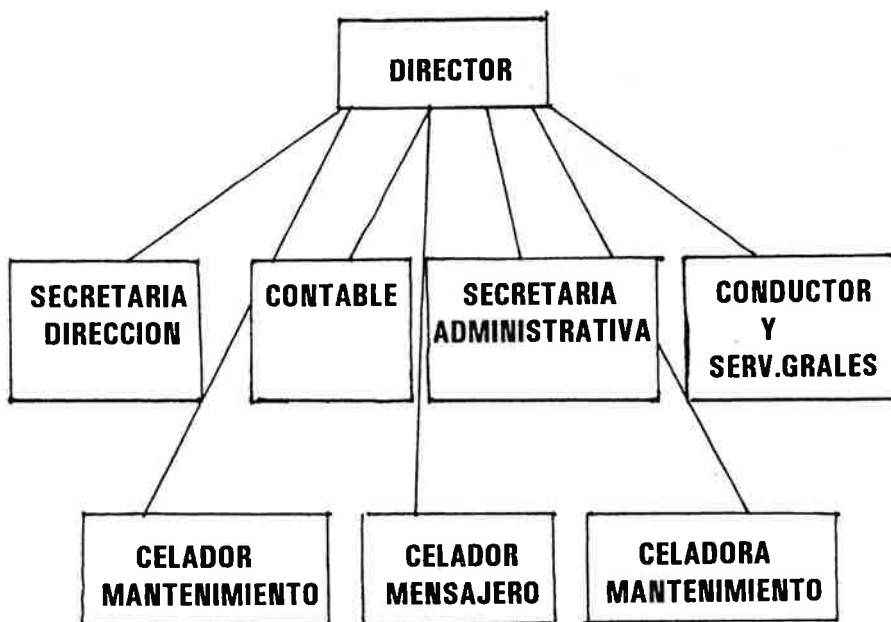 DIRECTOR
SECRETARIA
DIRECCION
CONTABLE
SECRETARIA
ADMINISTRATIVA
CONDUCTOR
Y
SERV.GRALES
CELADOR
MANTENIMIENTO
CELADOR
MENSAJERO
CELADORA
MANTENIMIENTO